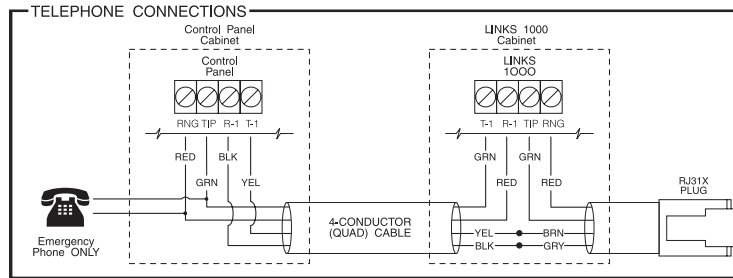 TELEPHONE CONNECTIONS
Control Panel
Cabinet
Control
Panel
RNG TIP R-1 T-1
RED
BLK
GRN
YEL
Emergency
Phone ONLY
4-CONDUCTOR
(QUAD) CABLE
LINKS 1000
Cabinet
LINKS
1000
T-1 R-1 TIP RNG
GRN
GRN
RED
RED
YEL
BRN
BLK
GRY
RJ31X
PLUG